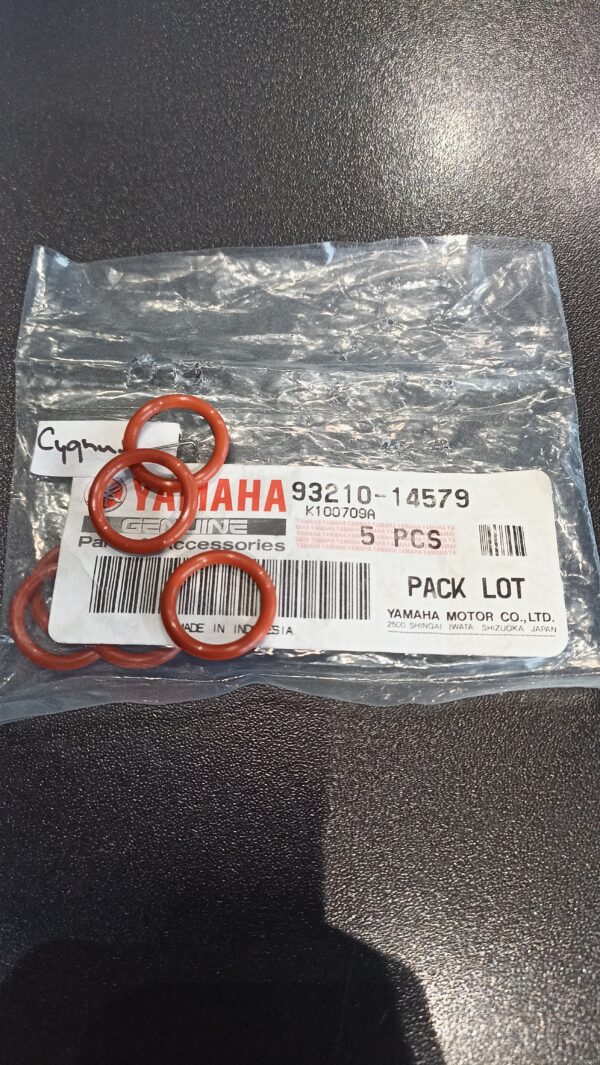 Cygnu
YAMAHA 93210-14579
K100709A
GENUINE
5 PCS
Accessories
PACK LOT
MADE IN INDONESIA
YAMAHA MOTOR CO.,LTD.
2500 SHINGAI IWATA SHIZUOKA JAPAN